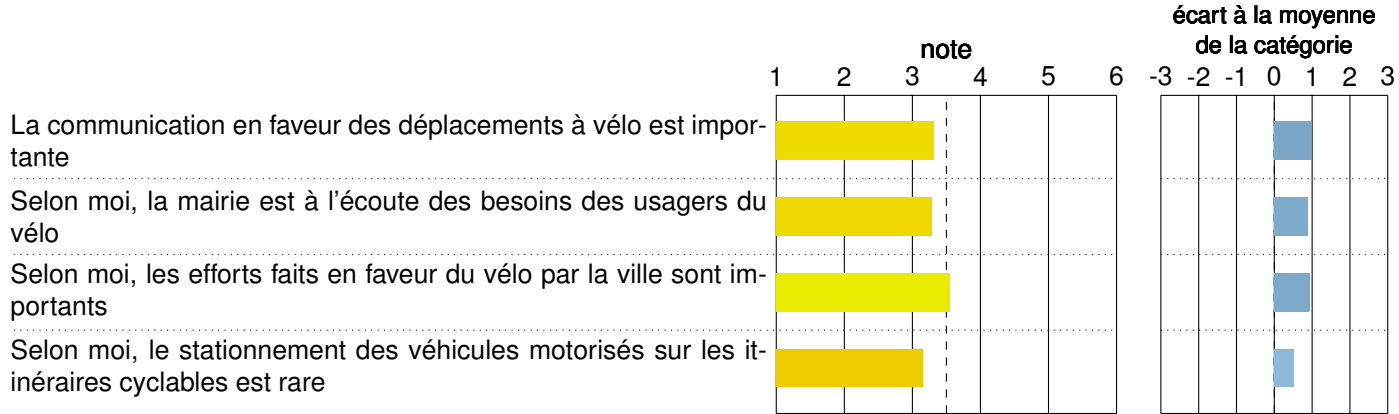 écart à la moyenne
note de la catégorie
1 2 3 4 5 6 -3 -2 -1 0 1 2 3
La communication en faveur des déplacements à vélo est impor-
tante
Selon moi, la mairie est à l'écoute des besoins des usagers du
vélo
Selon moi, les efforts faits en faveur du vélo par la ville sont im-
portants
Selon moi, le stationnement des véhicules motorisés sur les it-
inéraires cyclables est rare